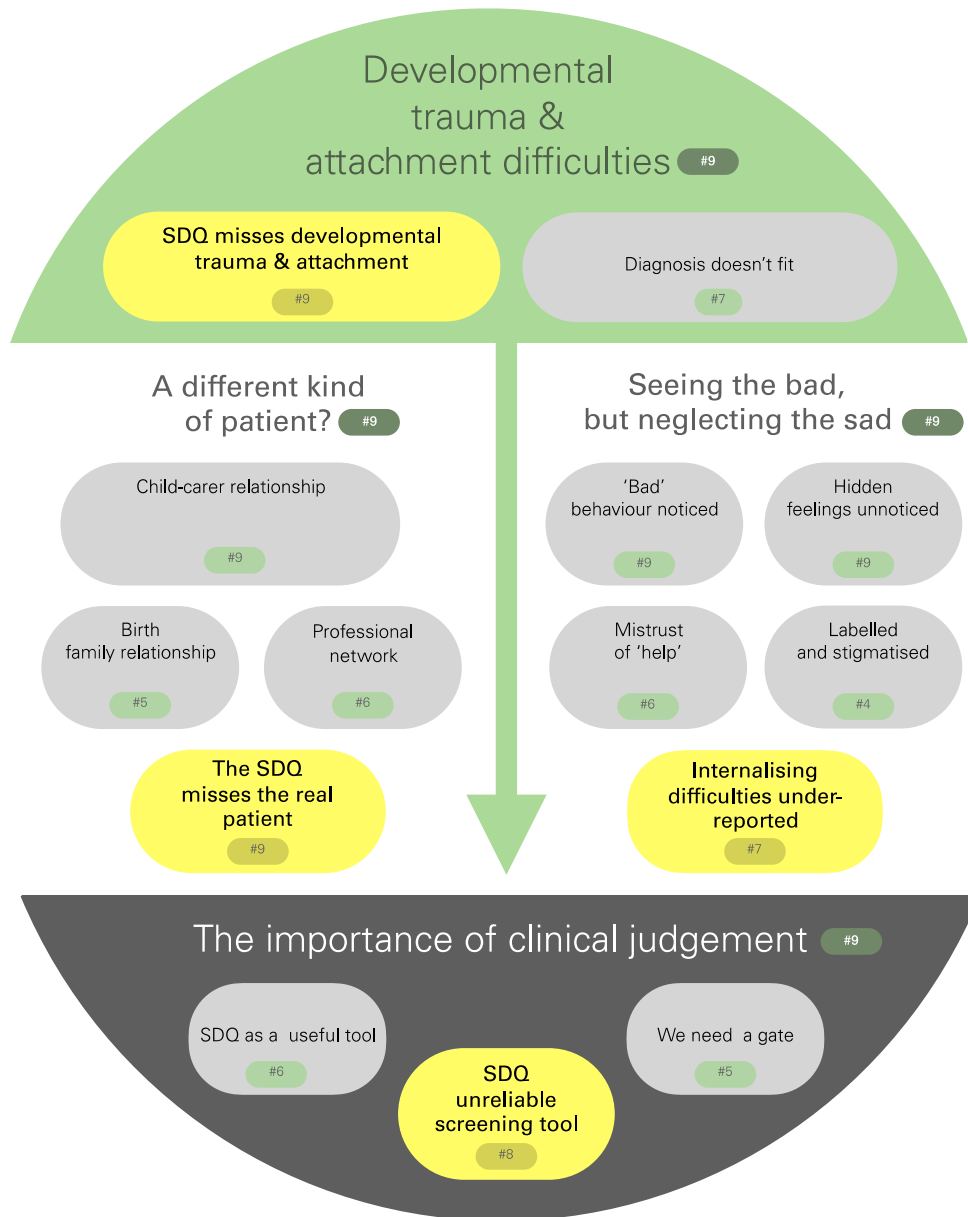 Developmental
trauma &
attachment difficulties #9
SDQ misses developmental
trauma & attachment
#9
Diagnosis doesn’t fit
#7
A different kind
of patient? #9
Child-carer relationship
#9
Birth
family relationship
#5
Professional
network
#6
The SDQ
misses the real
patient
#9
Seeing the bad,
but neglecting the sad #9
‘Bad’
behaviour noticed
#9
Hidden
feelings unnoticed
#9
Mistrust
of ‘help’
#6
Labelled
and stigmatised
#4
Internalising
difficulties under-
reported
#7
The importance of clinical judgement #9
SDQ as a useful tool
#6
SDQ
unreliable
screening tool
#8
We need a gate
#5